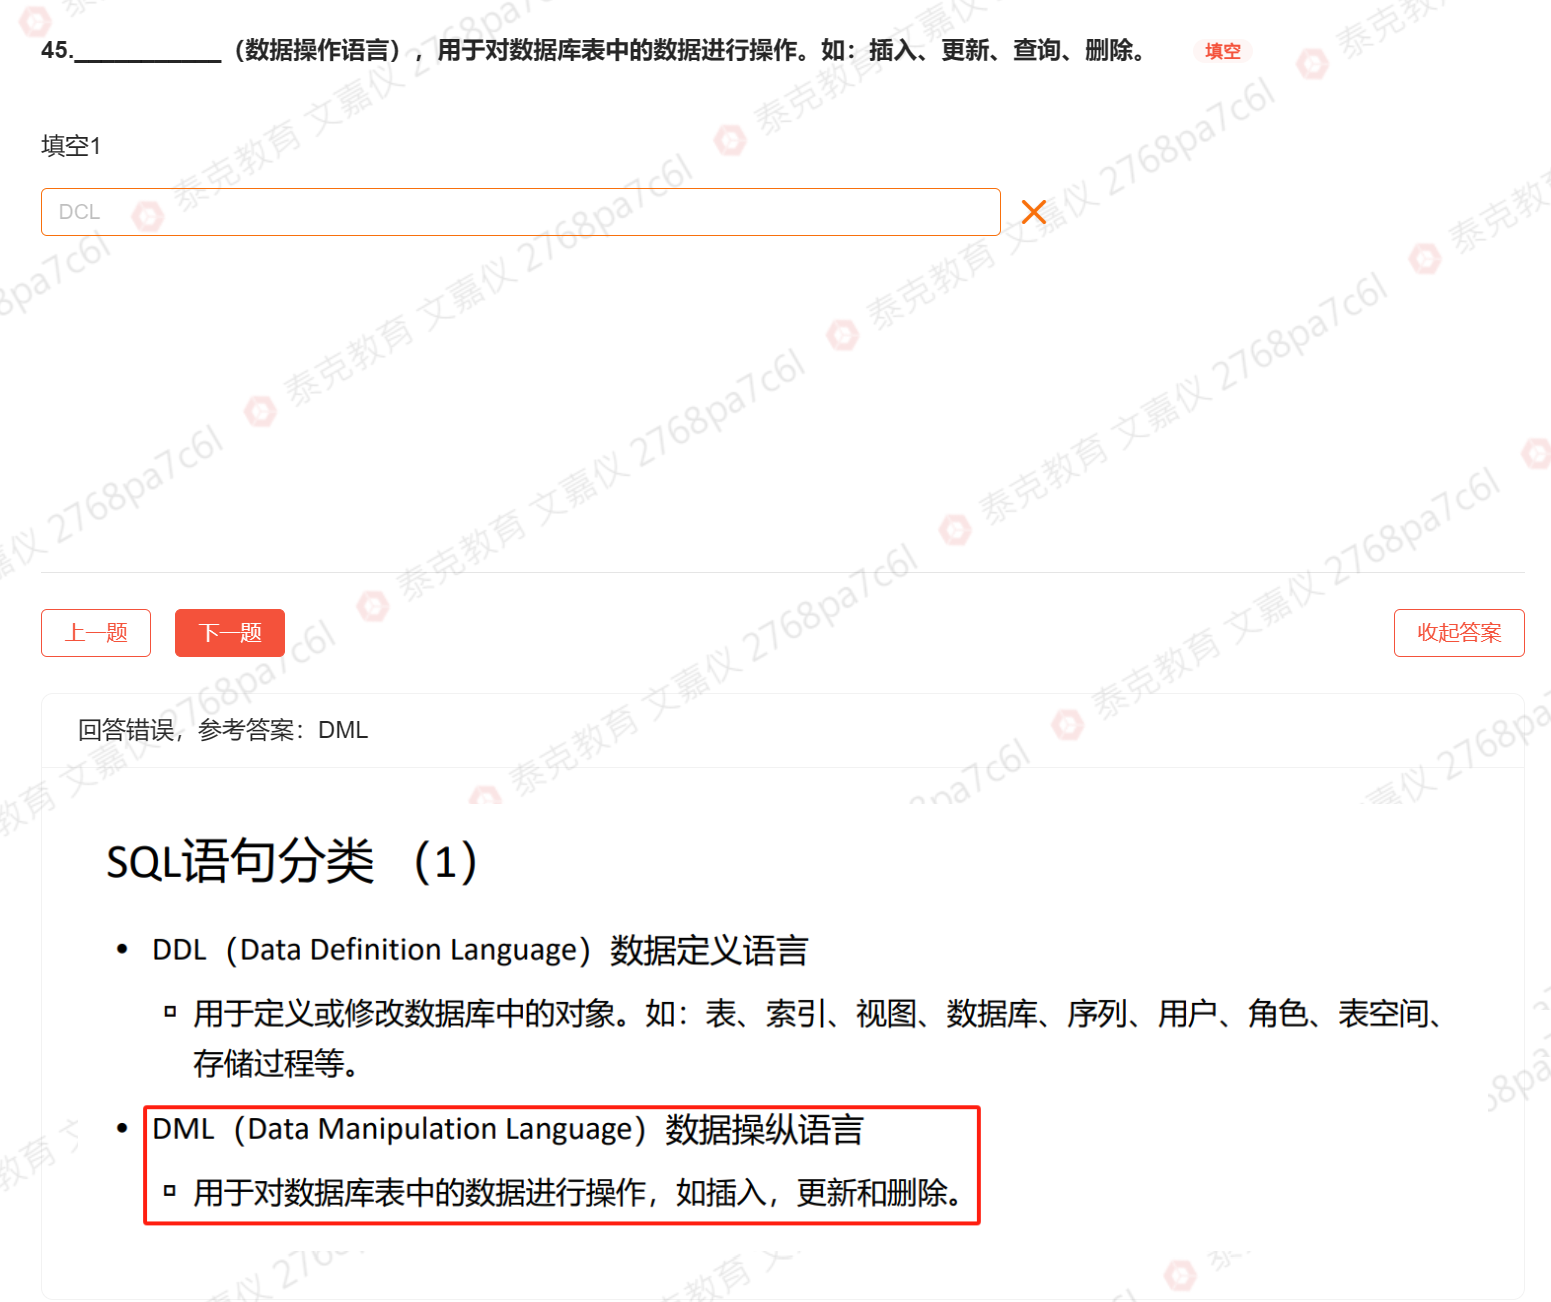 45.____________（数据操作语言），用于对数据库表中的数据进行操作。如：插入、更新、查询、删除。 填空
填空1
DCL
上一题 下一题 收起答案
回答错误，参考答案：DML
SQL语句分类 （1）
• DDL（Data Definition Language）数据定义语言
▫ 用于定义或修改数据库中的对象。如：表、索引、视图、数据库、序列、用户、角色、表空间、
存储过程等。
• DML（Data Manipulation Language）数据操纵语言
▫ 用于对数据库表中的数据进行操作，如插入，更新和删除。
泰克教育 文嘉仪 2768pa7c6l